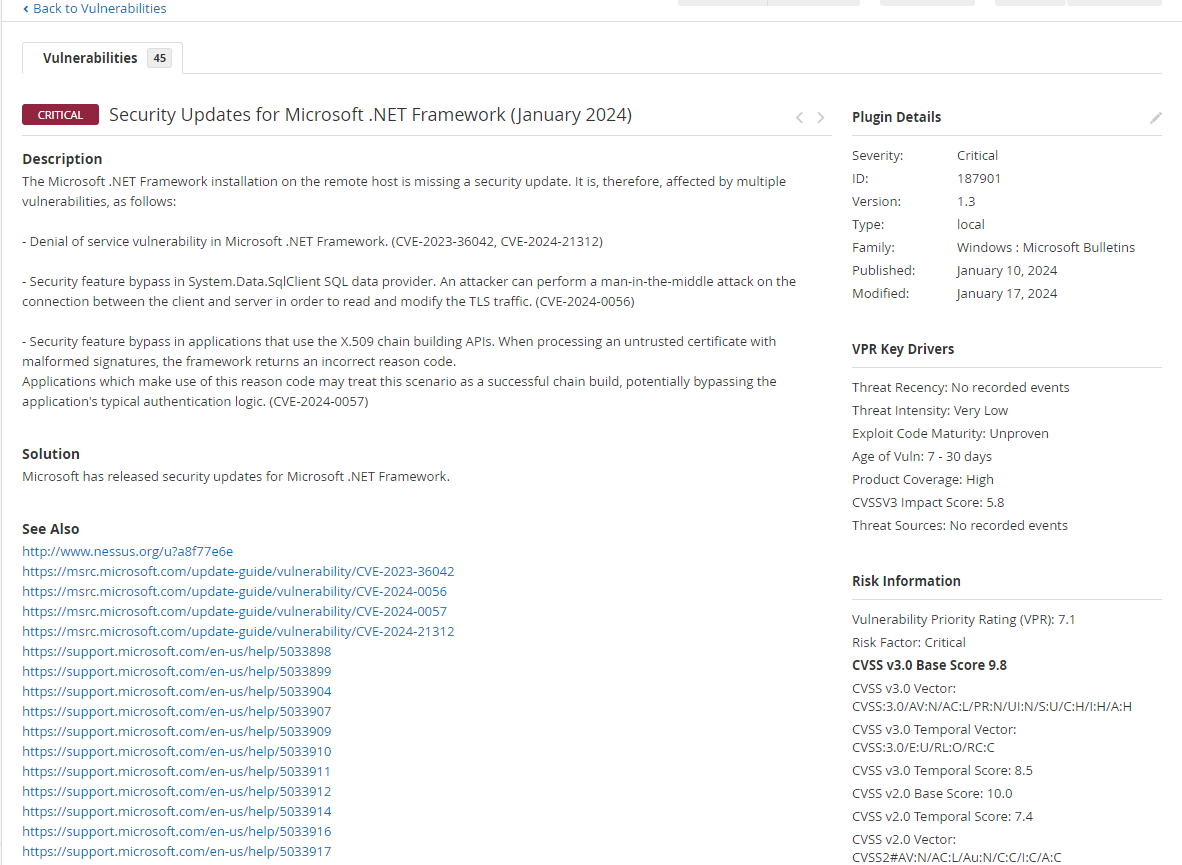 ‹ Back to Vulnerabilities
Vulnerabilities 45
CRITICAL Security Updates for Microsoft .NET Framework (January 2024)
Description
The Microsoft .NET Framework installation on the remote host is missing a security update. It is, therefore, affected by multiple
vulnerabilities, as follows:
- Denial of service vulnerability in Microsoft .NET Framework. (CVE-2023-36042, CVE-2024-21312)
- Security feature bypass in System.Data.SqlClient SQL data provider. An attacker can perform a man-in-the-middle attack on the
connection between the client and server in order to read and modify the TLS traffic. (CVE-2024-0056)
- Security feature bypass in applications that use the X.509 chain building APIs. When processing an untrusted certificate with
malformed signatures, the framework returns an incorrect reason code.
Applications which make use of this reason code may treat this scenario as a successful chain build, potentially bypassing the
application's typical authentication logic. (CVE-2024-0057)
Solution
Microsoft has released security updates for Microsoft .NET Framework.
See Also
http://www.nessus.org/u?a8f77e6e
https://msrc.microsoft.com/update-guide/vulnerability/CVE-2023-36042
https://msrc.microsoft.com/update-guide/vulnerability/CVE-2024-0056
https://msrc.microsoft.com/update-guide/vulnerability/CVE-2024-0057
https://msrc.microsoft.com/update-guide/vulnerability/CVE-2024-21312
https://support.microsoft.com/en-us/help/5033898
https://support.microsoft.com/en-us/help/5033899
https://support.microsoft.com/en-us/help/5033904
https://support.microsoft.com/en-us/help/5033907
https://support.microsoft.com/en-us/help/5033909
https://support.microsoft.com/en-us/help/5033910
https://support.microsoft.com/en-us/help/5033911
https://support.microsoft.com/en-us/help/5033912
https://support.microsoft.com/en-us/help/5033914
https://support.microsoft.com/en-us/help/5033916
https://support.microsoft.com/en-us/help/5033917
Plugin Details
Severity: Critical
ID: 187901
Version: 1.3
Type: local
Family: Windows : Microsoft Bulletins
Published: January 10, 2024
Modified: January 17, 2024
VPR Key Drivers
Threat Recency: No recorded events
Threat Intensity: Very Low
Exploit Code Maturity: Unproven
Age of Vuln: 7 - 30 days
Product Coverage: High
CVSSV3 Impact Score: 5.8
Threat Sources: No recorded events
Risk Information
Vulnerability Priority Rating (VPR): 7.1
Risk Factor: Critical
CVSS v3.0 Base Score 9.8
CVSS v3.0 Vector:
CVSS:3.0/AV:N/AC:L/PR:N/UI:N/S:U/C:H/I:H/A:H
CVSS v3.0 Temporal Vector:
CVSS:3.0/E:U/RL:O/RC:C
CVSS v3.0 Temporal Score: 8.5
CVSS v2.0 Base Score: 10.0
CVSS v2.0 Temporal Score: 7.4
CVSS v2.0 Vector:
CVSS2#AV:N/AC:L/Au:N/C:C/I:C/A:C